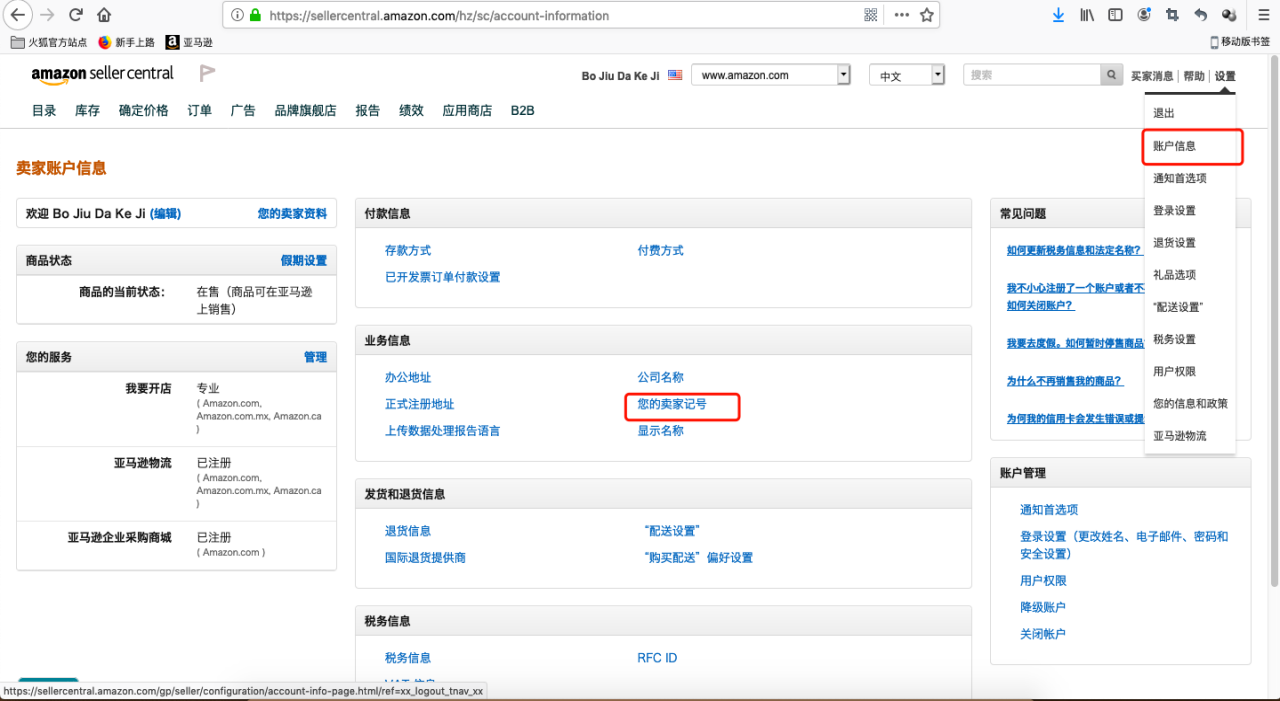 https://sellercentral.amazon.com/hz/sc/account-information
火狐官方站点
新手上路
亚马逊
移动版书签
amazon seller central
Bo Jiu Da Ke Ji
www.amazon.com
中文
搜索
买家消息 | 帮助 | 设置
目录
库存
确定价格
订单
广告
品牌旗舰店
报告
绩效
应用商店
B2B
退出
账户信息
通知首选项
登录设置
退货设置
礼品选项
“配送设置”
税务设置
用户权限
您的信息和政策
亚马逊物流
卖家账户信息
欢迎 Bo Jiu Da Ke Ji (编辑)
您的卖家资料
商品状态
假期设置
商品的当前状态：
在售（商品可在亚马逊
上销售）
您的服务
管理
我要开店
专业
( Amazon.com,
Amazon.com.mx, Amazon.ca
)
亚马逊物流
已注册
( Amazon.com,
Amazon.com.mx, Amazon.ca
)
亚马逊企业采购商城
已注册
( Amazon.com )
付款信息
存款方式
付费方式
已开发票订单付款设置
业务信息
办公地址
公司名称
正式注册地址
您的卖家记号
上传数据处理报告语言
显示名称
发货和退货信息
退货信息
“配送设置”
国际退货提供商
“购买配送”偏好设置
税务信息
税务信息
RFC ID
常见问题
如何更新税务信息和法定名称？
我不小心注册了一个账户或者不
如何关闭账户？
我要去度假。如何暂时停售商品
为什么不再销售我的商品？
为何我的信用卡会发生错误或提
账户管理
通知首选项
登录设置（更改姓名、电子邮件、密码和
安全设置）
用户权限
降级账户
关闭帐户
https://sellercentral.amazon.com/gp/seller/configuration/account-info-page.html/ref=xx_logout_tnav_xx